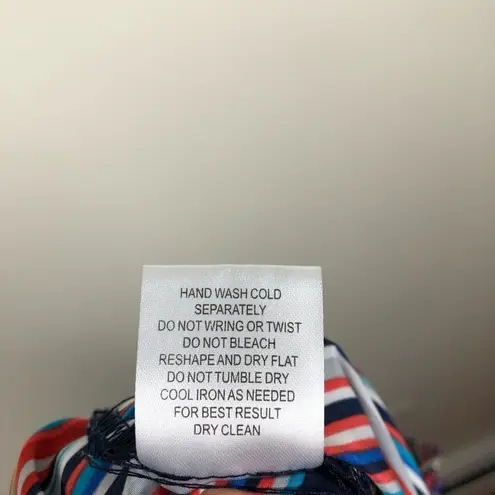 HAND WASH COLD
SEPARATELY
DO NOT WRING OR TWIST
DO NOT BLEACH
RESHAPE AND DRY FLAT
DO NOT TUMBLE DRY
COOL IRON AS NEEDED
FOR BEST RESULT
DRY CLEAN